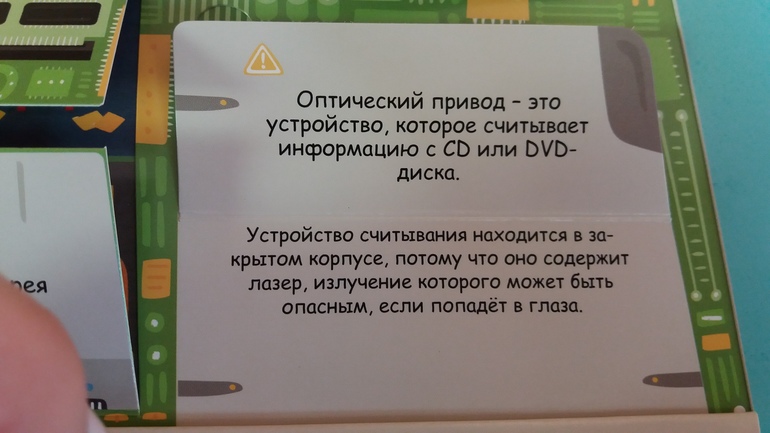 Оптический привод – это
устройство, которое считывает
информацию с CD или DVD-
диска.
Устройство считывания находится в за-
крытом корпусе, потому что оно содержит
лазер, излучение которого может быть
опасным, если попадёт в глаза.